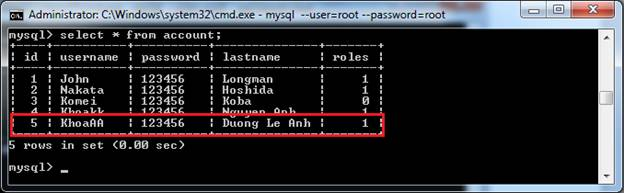 Administrator: C:\Windows\system32\cmd.exe - mysql --user=root --password=root
mysql> select * from account;
+----+----------+----------+--------------+-------+
| id | username | password | lastname | roles |
+----+----------+----------+--------------+-------+
| 1 | John | 123456 | Longman | 1 |
| 2 | Nakata | 123456 | Hoshida | 1 |
| 3 | Komei | 123456 | Koba | 0 |
| 4 | Khoakk | 123456 | Nguyen Anh | 1 |
| 5 | KhoaAA | 123456 | Duong Le Anh | 1 |
+----+----------+----------+--------------+-------+
5 rows in set (0.00 sec)
mysql> _